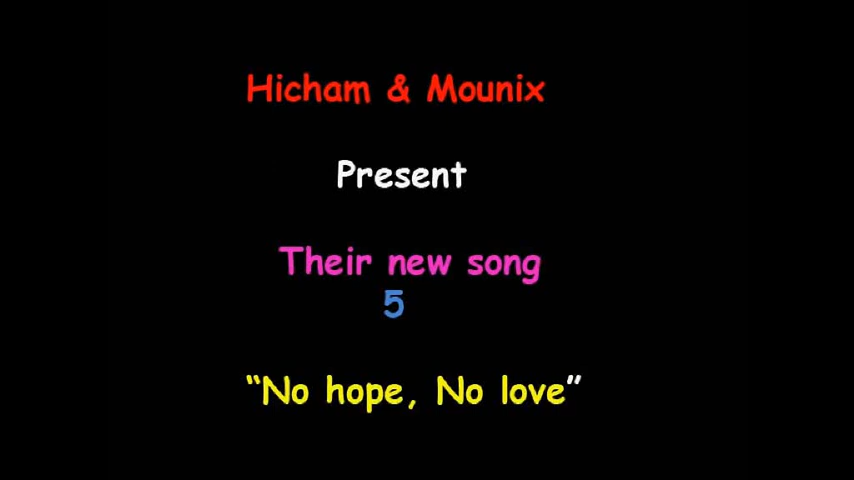 Hicham & Mounix
Present
Their new song
5
“No hope, No love”